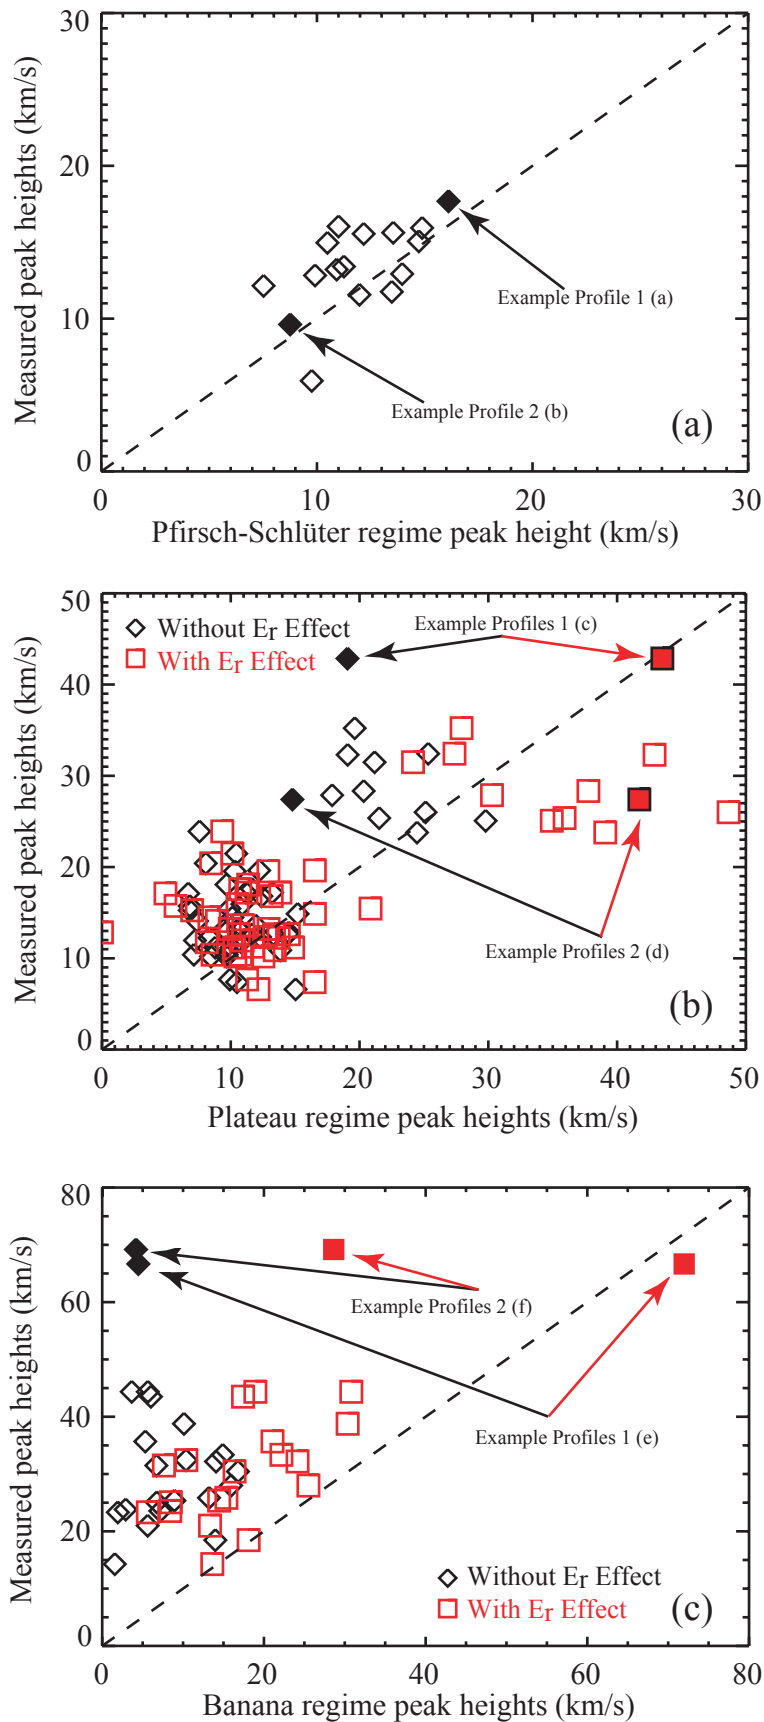 30
20
10
0
Measured peak heights (km/s)
Example Profile 1 (a)
Example Profile 2 (b)
(a)
0
10
20
30
Pfirsch-Schlüter regime peak height (km/s)
50
40
30
20
10
0
Measured peak heights (km/s)
Without Er Effect
With Er Effect
Example Profiles 1 (c)
Example Profiles 2 (d)
(b)
0
10
20
30
40
50
Plateau regime peak heights (km/s)
80
60
40
20
0
Measured peak heights (km/s)
Example Profiles 2 (f)
Example Profiles 1 (e)
Without Er Effect
With Er Effect
(c)
0
20
40
60
80
Banana regime peak heights (km/s)